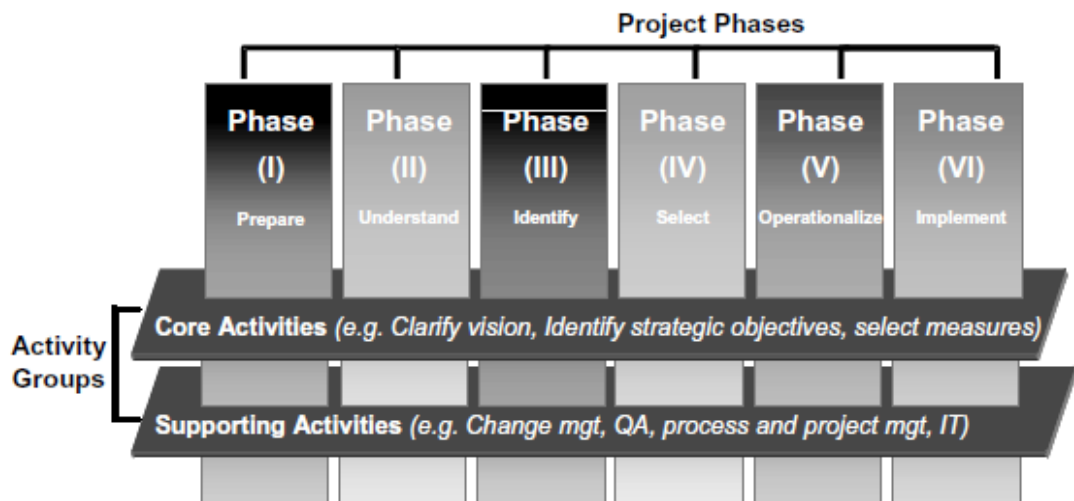 Project Phases
Phase
(I)
Prepare
Phase
(II)
Understand
Phase
(III)
Identify
Phase
(IV)
Select
Phase
(V)
Operationalize
Phase
(VI)
Implement
Activity
Groups
Core Activities (e.g. Clarify vision, Identify strategic objectives, select measures)
Supporting Activities (e.g. Change mgt, QA, process and project mgt, IT)